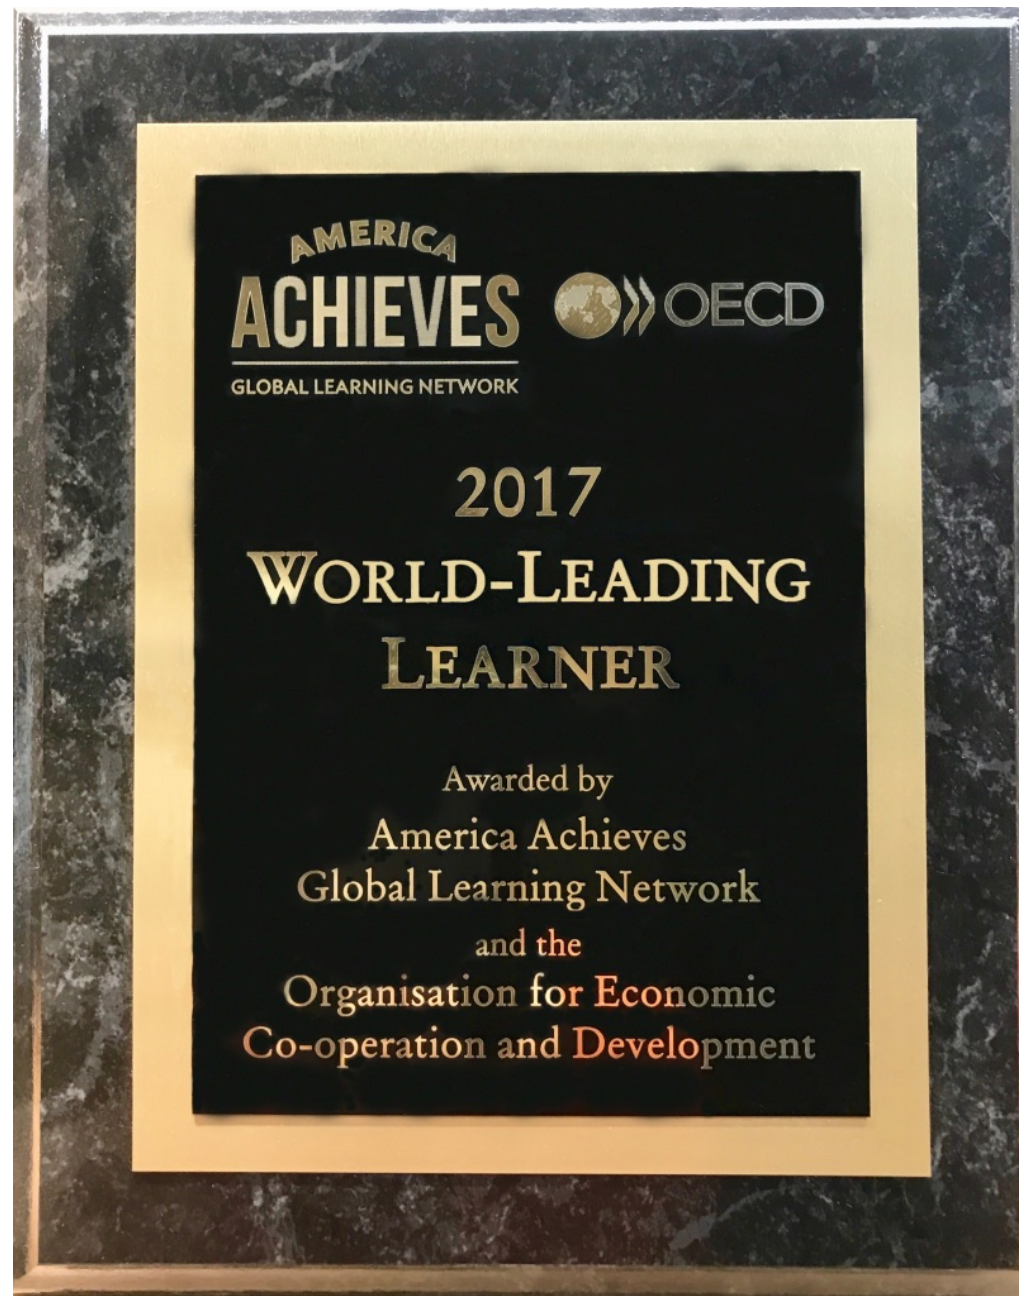 AMERICA
ACHIEVES
GLOBAL LEARNING NETWORK
OECD
2017
WORLD-LEADING
LEARNER
Awarded by
America Achieves
Global Learning Network
and the
Organisation for Economic
Co-operation and Development